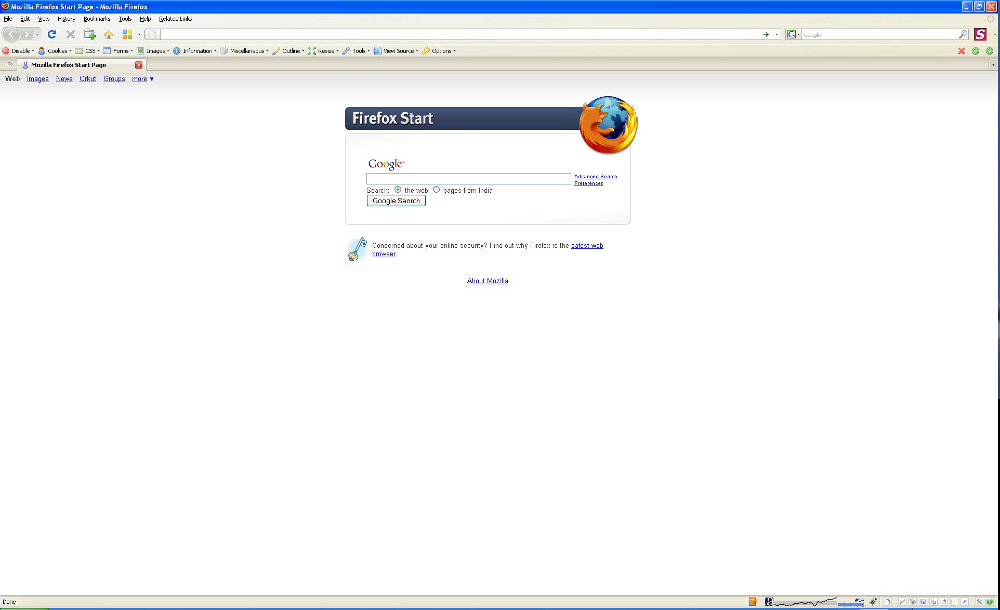 Mozilla Firefox Start Page - Mozilla Firefox
File Edit View History Bookmarks Tools Help Related Links
G Google S
Disable Cookies CSS Forms Images Information Miscellaneous Outline Resize Tools View Source Options
Mozilla Firefox Start Page
Web Images News Orkut Groups more ▼
Firefox Start
Google™
Advanced Search
Preferences
Search: the web pages from India
Google Search
Concerned about your online security? Find out why Firefox is the safest web
browser.
About Mozilla
Done a #14